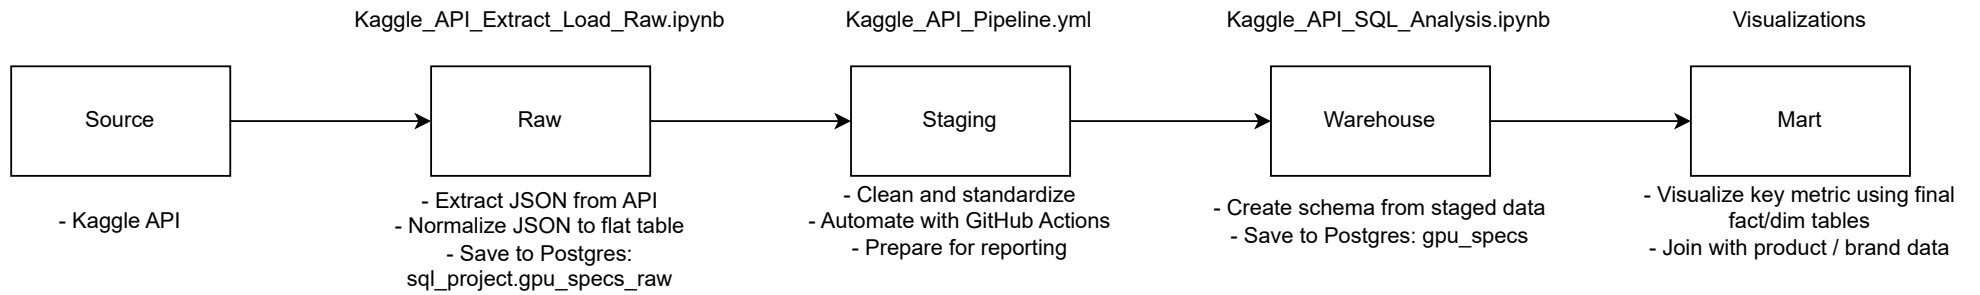 Kaggle_API_Extract_Load_Raw.ipynb
Kaggle_API_Pipeline.yml
Kaggle_API_SQL_Analysis.ipynb
Visualizations
Source
Raw
Staging
Warehouse
Mart
- Kaggle API
- Extract JSON from API
- Normalize JSON to flat table
- Save to Postgres:
sql_project.gpu_specs_raw
- Clean and standardize
- Automate with GitHub Actions
- Prepare for reporting
- Create schema from staged data
- Save to Postgres: gpu_specs
- Visualize key metric using final
fact/dim tables
- Join with product / brand data